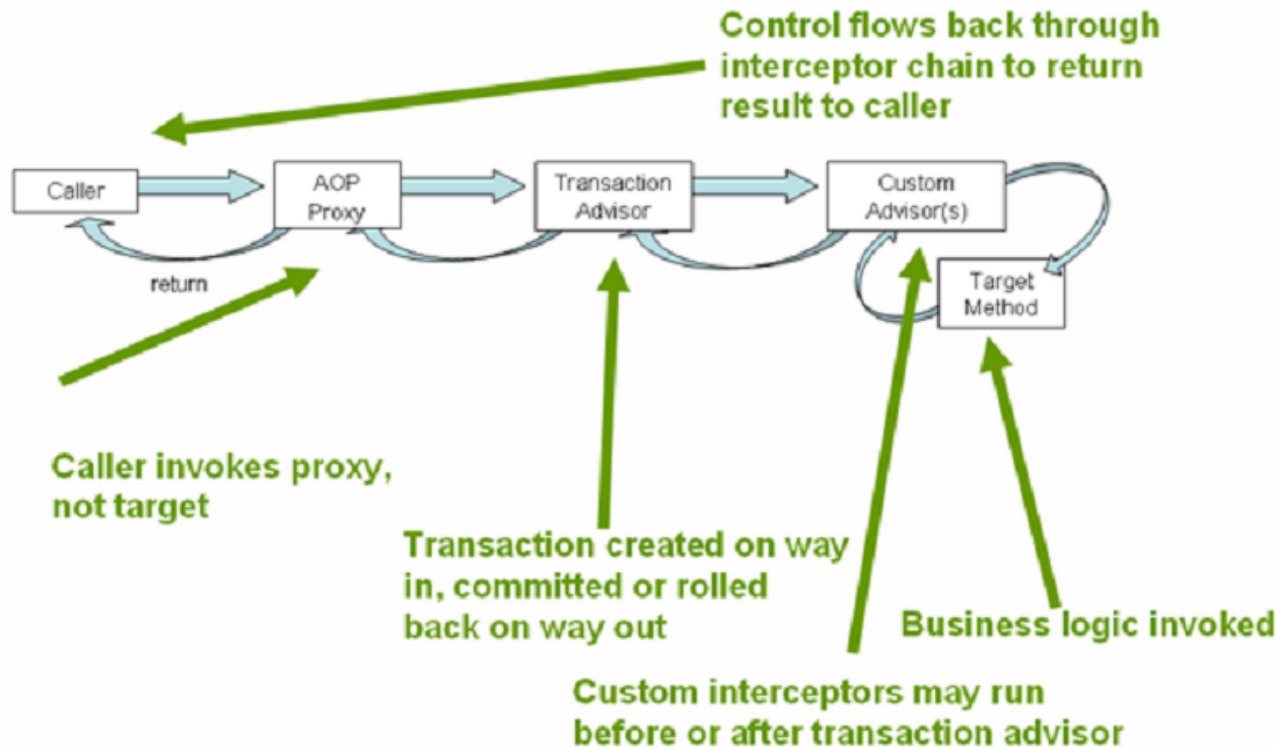 Control flows back through
interceptor chain to return
result to caller
Caller
AOP
Proxy
Transaction
Advisor
Custom
Advisor(s)
return
Target
Method
Caller invokes proxy,
not target
Transaction created on way
in, committed or rolled
back on way out
Business logic invoked
Custom interceptors may run
before or after transaction advisor